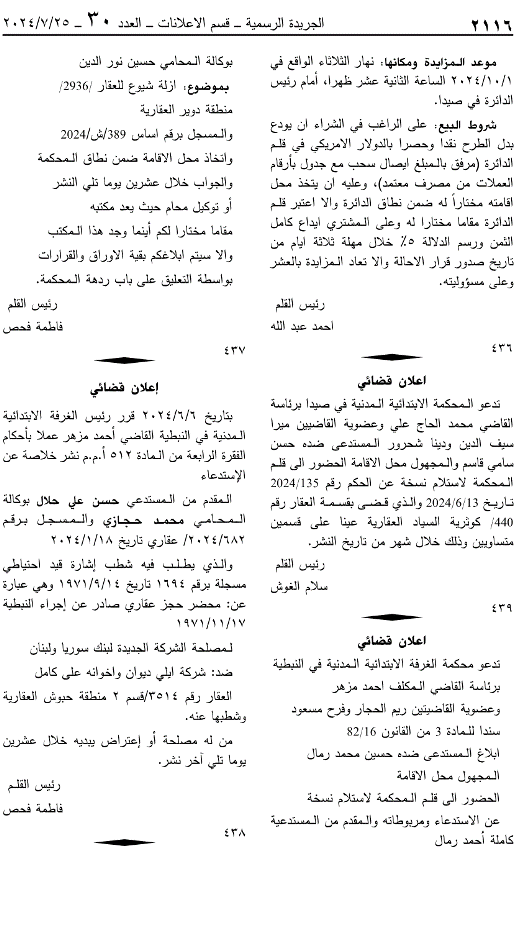 ٢١١٦
الجريدة الرسمية ــ قسم الاعلانات ــ العدد ٣٠ ــ ٢٠٢٤/٧/٢٥
موعد المزايدة ومكانها: نهار الثلاثاء الواقع في
٢٠٢٤/١٠/١ الساعة الثانية عشر ظهرا، أمام رئيس
الدائرة في صيدا.
شروط البيع: على الراغب في الشراء ان يودع
بدل الطرح نقدا وحصرا بالدولار الامريكي في قلم
الدائرة (مرفق بالمبلغ ايصال سحب مع جدول بأرقام
العملات من مصرف معتمد)، وعليه ان يتخذ محل
اقامته مختاراً له ضمن نطاق الدائرة والا اعتبر قلم
الدائرة مقاما مختارا له وعلى المشتري ايداع كامل
الثمن ورسم الدلالة ٥٪ خلال مهلة ثلاثة ايام من
تاريخ صدور قرار الاحالة والا تعاد المزايدة بالعشر
وعلى مسؤوليته.
رئيس القلم
احمد عبد الله
٤٣٦
اعلان قضائي
تدعو المحكمة الابتدائية المدنية في صيدا برئاسة
القاضي محمد الحاج علي وعضوية القاضيين ميرا
سيف الدين ودينا شحرور المستدعى ضده حسن
سامي قاسم والمجهول محل الاقامة الحضور الى قلم
المحكمة لاستلام نسخة عن الحكم رقم 2024/135
تاريخ 2024/6/13 والذي قضى بقسمة العقار رقم
440/ كوثرية السياد العقارية عينا على قسمين
متساويين وذلك خلال شهر من تاريخ النشر.
رئيس القلم
سلام الغوش
٤٣٩
اعلان قضائي
تدعو محكمة الغرفة الابتدائية المدنية في النبطية
برئاسة القاضي المكلف احمد مزهر
وعضوية القاضيتين ريم الحجار وفرح مسعود
سندا للمادة 3 من القانون 82/16
ابلاغ المستدعى ضده حسين محمد رمال
المجهول محل الاقامة
الحضور الى قلم المحكمة لاستلام نسخة
عن الاستدعاء ومربوطاته والمقدم من المستدعية
كاملة أحمد رمال
بوكالة المحامي حسين نور الدين
بموضوع: ازلة شيوع للعقار /2936/
منطقة دوير العقارية
والمسجل برقم اساس 389/ش/2024
واتخاذ محل الاقامة ضمن نطاق المحكمة
والجواب خلال عشرين يوما تلي النشر
أو توكيل محام حيث يعد مكتبه
مقاما مختارا لكم أينما وجد هذا المكتب
والا سيتم ابلاغكم بقية الاوراق والقرارات
بواسطة التعليق على باب ردهة المحكمة.
رئيس القلم
فاطمة فحص
٤٣٧
إعلان قضائي
بتاريخ ٢٠٢٤/٦/٦ قرر رئيس الغرفة الابتدائية
المدنية في النبطية القاضي أحمد مزهر عملا بأحكام
الفقرة الرابعة من المادة ٥١٢ أ.م.م نشر خلاصة عن
الإستدعاء
المقدم من المستدعي حسن علي حلال بوكالة
المحامي محمد حجازي والمسجل برقم
٢٠٢٤/٦٨٢/ عقاري تاريخ ٢٠٢٤/١/١٨
والذي يطلب فيه شطب إشارة قيد احتياطي
مسجلة برقم ١٦٩٤ تاريخ ١٩٧١/٩/١٤ وهي عبارة
عن: محضر حجز عقاري صادر عن إجراء النبطية
١٩٧١/١١/١٧
لمصلحة الشركة الجديدة لبنك سوريا ولبنان
ضد: شركة ايلي ديوان واخوانه على كامل
العقار رقم ٣٥١٤/قسم ٢ منطقة حبوش العقارية
وشطبها عنه.
من له مصلحة أو إعتراض يبديه خلال عشرين
يوما تلي آخر نشر.
رئيس القلم
فاطمة فحص
٤٣٨